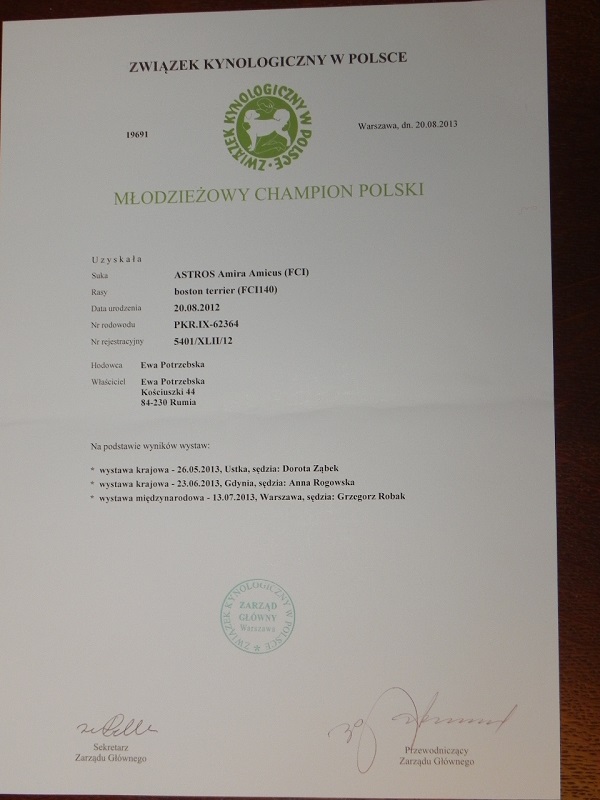 ZWIĄZEK KYNOLOGICZNY W POLSCE
19691
ZWIĄZEK KYNOLOGICZNY W POLSCE
Warszawa, dn. 20.08.2013
MŁODZIEŻOWY CHAMPION POLSKI
Uzyskała
Suka ASTROS Amira Amicus (FCI)
Rasy boston terrier (FCI140)
Data urodzenia 20.08.2012
Nr rodowodu PKR.IX-62364
Nr rejestracyjny 5401/XLII/12
Hodowca Ewa Potrzebska
Właściciel Ewa Potrzebska
Kościuszki 44
84-230 Rumia
Na podstawie wyników wystaw:
* wystawa krajowa - 26.05.2013, Ustka, sędzia: Dorota Ząbek
* wystawa krajowa - 23.06.2013, Gdynia, sędzia: Anna Rogowska
* wystawa międzynarodowa - 13.07.2013, Warszawa, sędzia: Grzegorz Robak
ZWIĄZEK KYNOLOGICZNY W POLSCE
ZARZĄD
GŁÓWNY
Warszawa
Sekretarz
Zarządu Głównego
Przewodniczący
Zarządu Głównego